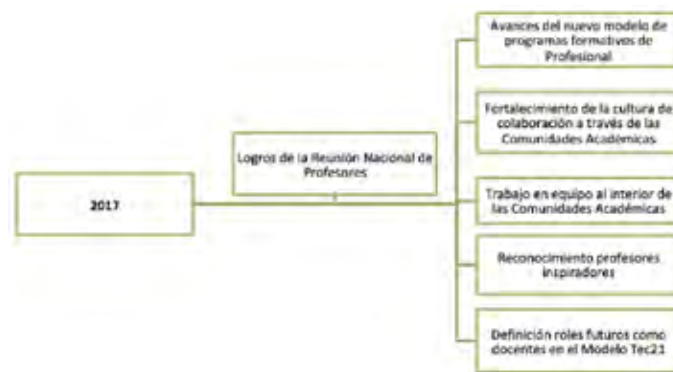 2017
Logros de la Reunión Nacional de
Profesores
Avances del nuevo modelo de
programas formativos de
Profesional
Fortalecimiento de la cultura de
colaboración a través de las
Comunidades Académicas
Trabajo en equipo al interior de
las Comunidades Académicas
Reconocimiento profesores
inspiradores
Definición roles futuros como
docentes en el Modelo Tec21